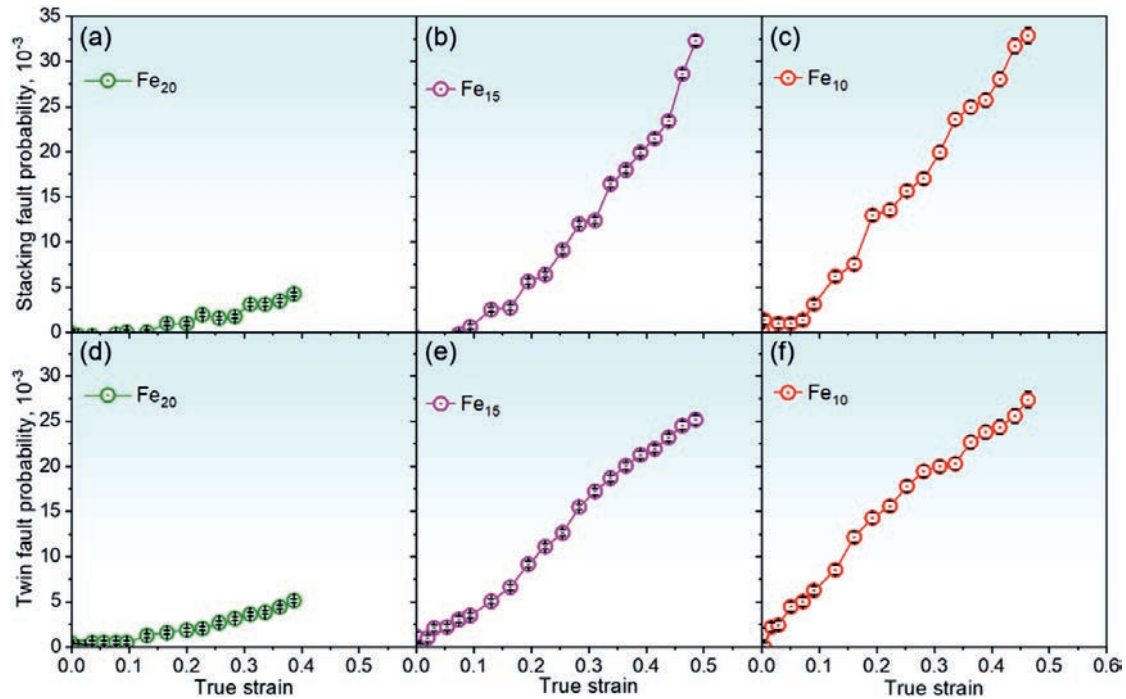 (a)
(b)
(c)
Fe20
Fe15
Fe10
Stacking fault probability, 10-3
35
30
25
20
15
10
5
0
(d)
(e)
(f)
Fe20
Fe15
Fe10
Twin fault probability, 10-3
30
25
20
15
10
5
0
0.0 0.1 0.2 0.3 0.4 0.5 0.0 0.1 0.2 0.3 0.4 0.5 0.0 0.1 0.2 0.3 0.4 0.5 0.6
True strain
True strain
True strain